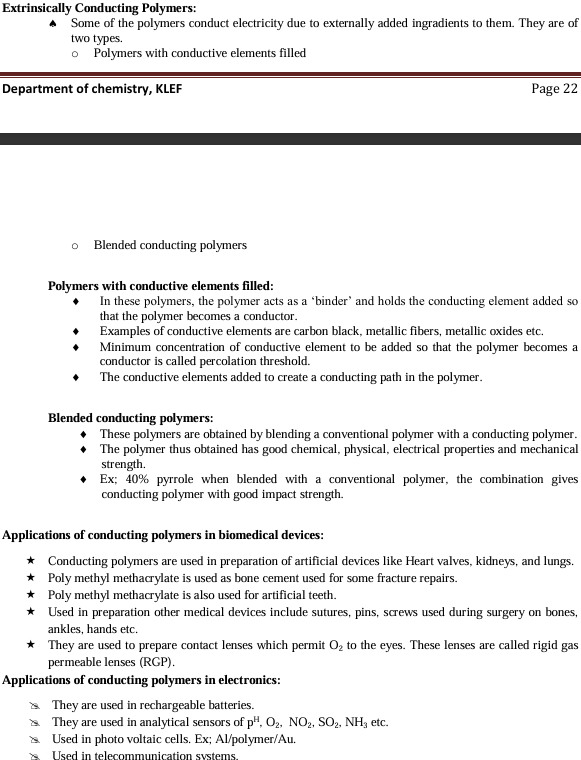 Extrinsically Conducting Polymers:
♠ Some of the polymers conduct electricity due to externally added ingradients to them. They are of
two types.
○ Polymers with conductive elements filled
Department of chemistry, KLEF Page 22
○ Blended conducting polymers
Polymers with conductive elements filled:
♦ In these polymers, the polymer acts as a ‘binder’ and holds the conducting element added so
that the polymer becomes a conductor.
♦ Examples of conductive elements are carbon black, metallic fibers, metallic oxides etc.
♦ Minimum concentration of conductive element to be added so that the polymer becomes a
conductor is called percolation threshold.
♦ The conductive elements added to create a conducting path in the polymer.
Blended conducting polymers:
♦ These polymers are obtained by blending a conventional polymer with a conducting polymer.
♦ The polymer thus obtained has good chemical, physical, electrical properties and mechanical
strength.
♦ Ex; 40% pyrrole when blended with a conventional polymer, the combination gives
conducting polymer with good impact strength.
Applications of conducting polymers in biomedical devices:
★ Conducting polymers are used in preparation of artificial devices like Heart valves, kidneys, and lungs.
★ Poly methyl methacrylate is used as bone cement used for some fracture repairs.
★ Poly methyl methacrylate is also used for artificial teeth.
★ Used in preparation other medical devices include sutures, pins, screws used during surgery on bones,
ankles, hands etc.
★ They are used to prepare contact lenses which permit O₂ to the eyes. These lenses are called rigid gas
permeable lenses (RGP).
Applications of conducting polymers in electronics:
They are used in rechargeable batteries.
They are used in analytical sensors of pᴴ, O₂, NO₂, SO₂, NH₃ etc.
Used in photo voltaic cells. Ex; Al/polymer/Au.
Used in telecommunication systems.